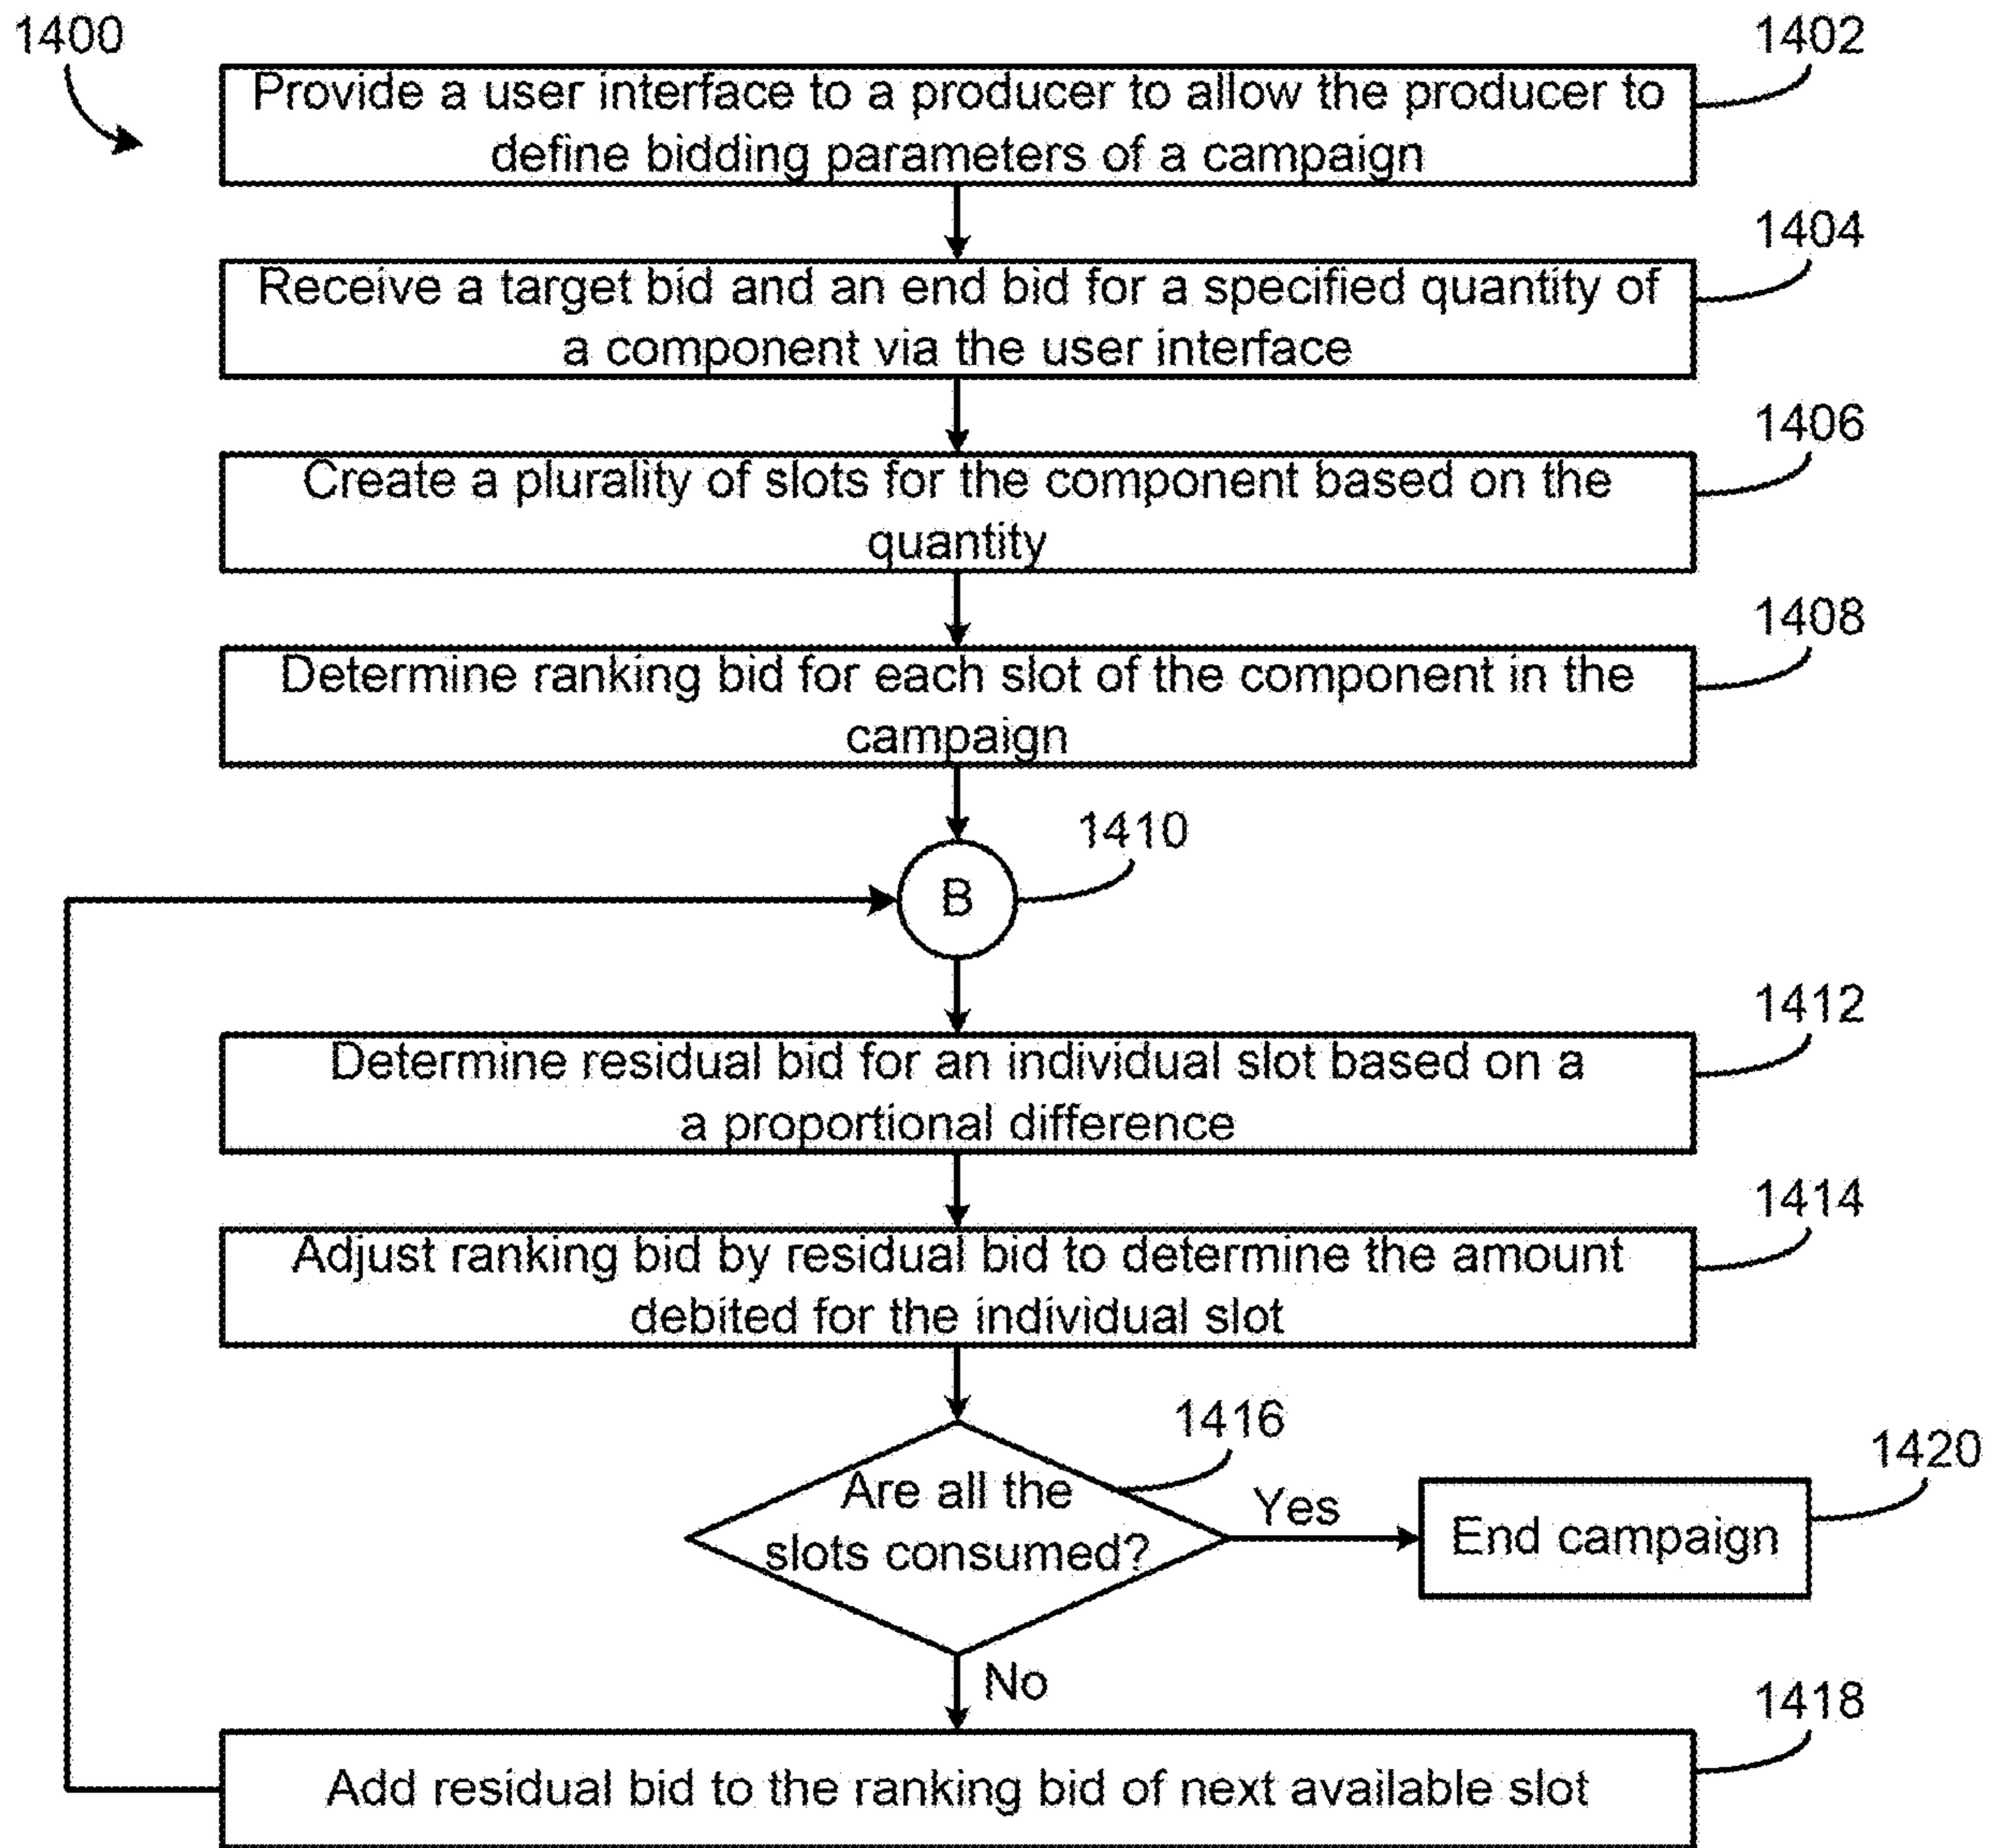 1400
1402
Provide a user interface to a producer to allow the producer to
define bidding parameters of a campaign
1404
Receive a target bid and an end bid for a specified quantity of
a component via the user interface
1406
Create a plurality of slots for the component based on the
quantity
1408
Determine ranking bid for each slot of the component in the
campaign
1410
B
1412
Determine residual bid for an individual slot based on a
a proportional difference
1414
Adjust ranking bid by residual bid to determine the amount
debited for the individual slot
1416
Are all the
slots consumed?
Yes
1420
End campaign
No
1418
Add residual bid to the ranking bid of next available slot